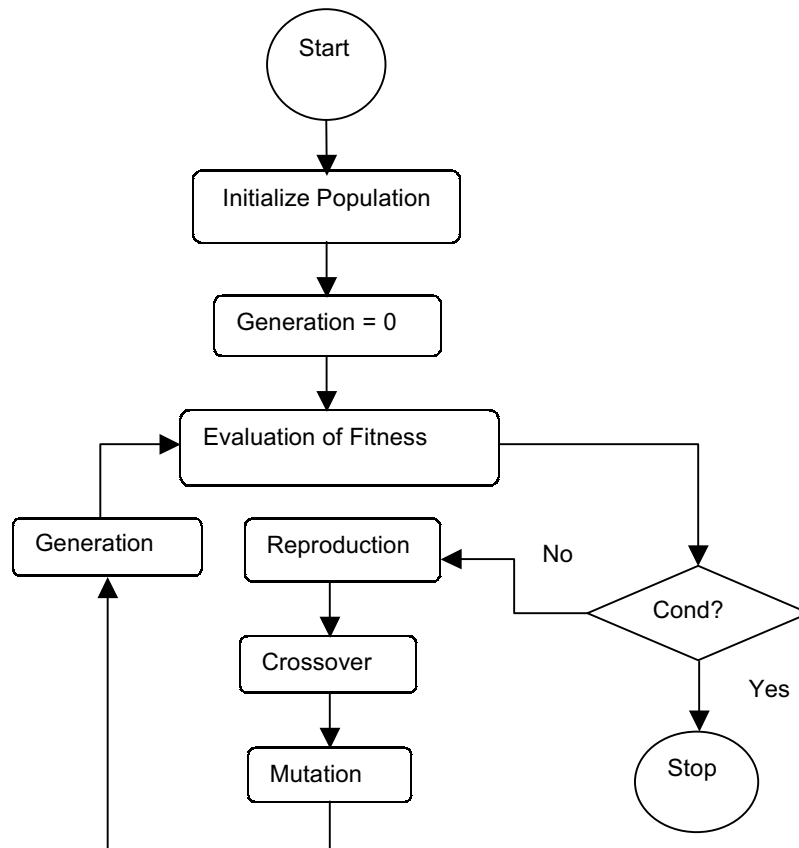 Start
Initialize Population
Generation = 0
Evaluation of Fitness
Generation
Reproduction
No
Cond?
Crossover
Yes
Mutation
Stop